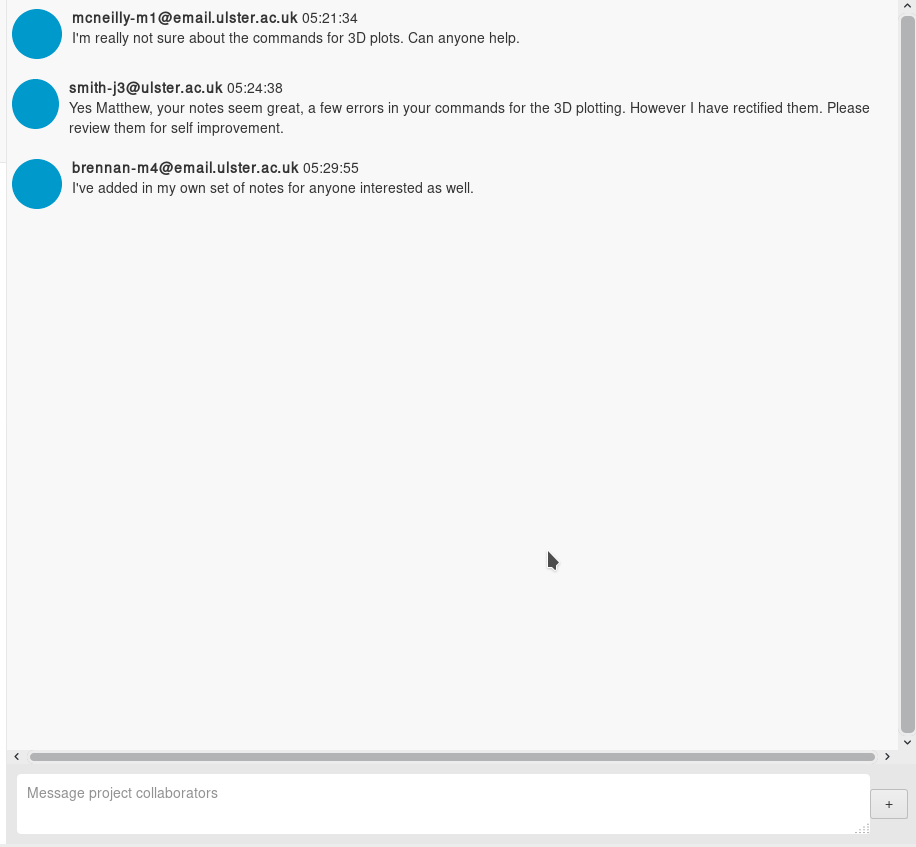 mcneilly-m1@email.ulster.ac.uk 05:21:34
I'm really not sure about the commands for 3D plots. Can anyone help.
smith-j3@ulster.ac.uk 05:24:38
Yes Matthew, your notes seem great, a few errors in your commands for the 3D plotting. However I have rectified them. Please
review them for self improvement.
brennan-m4@email.ulster.ac.uk 05:29:55
I've added in my own set of notes for anyone interested as well.
Message project collaborators
+